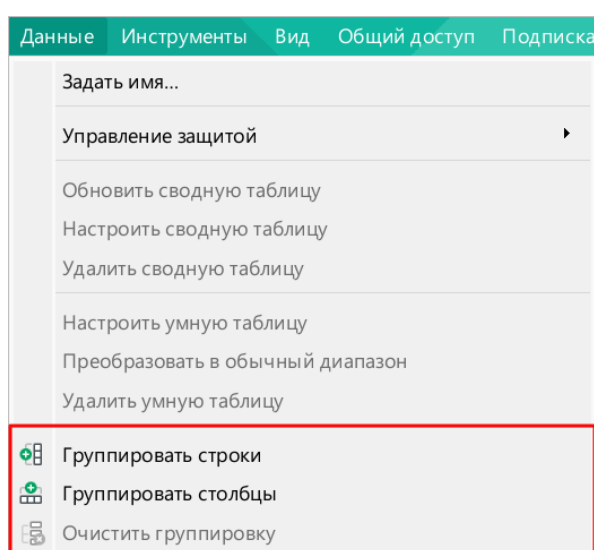 Данные Инструменты Вид Общий доступ Подписка
Задать имя...
Управление защитой
Обновить сводную таблицу
Настроить сводную таблицу
Удалить сводную таблицу
Настроить умную таблицу
Преобразовать в обычный диапазон
Удалить умную таблицу
Группировать строки
Группировать столбцы
Очистить группировку